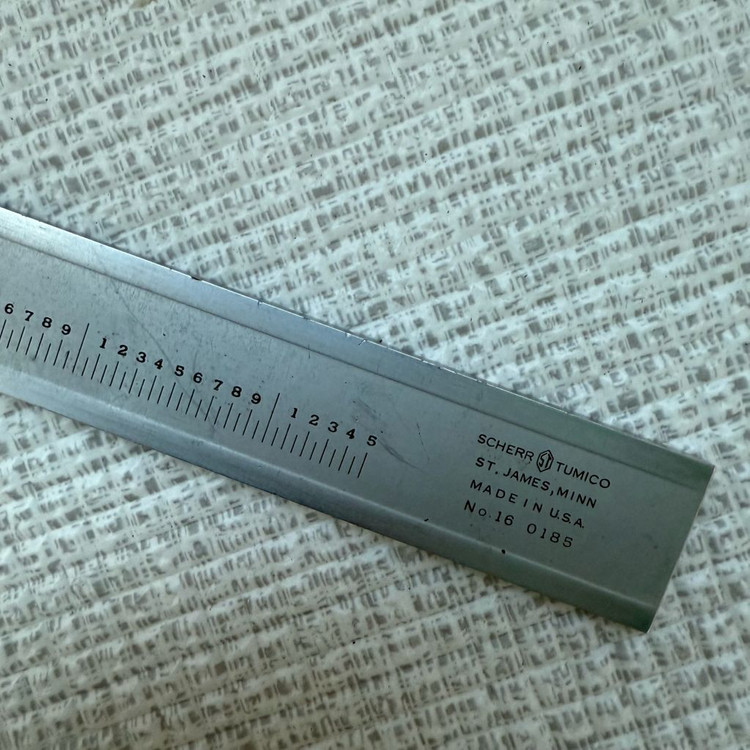 6 7 8 9 1 2 3 4 5 6 7 8 9 1 2 3 4 5
SCHERR ST TUMICO
ST. JAMES, MINN
MADE IN U.S.A.
No. 16 0185